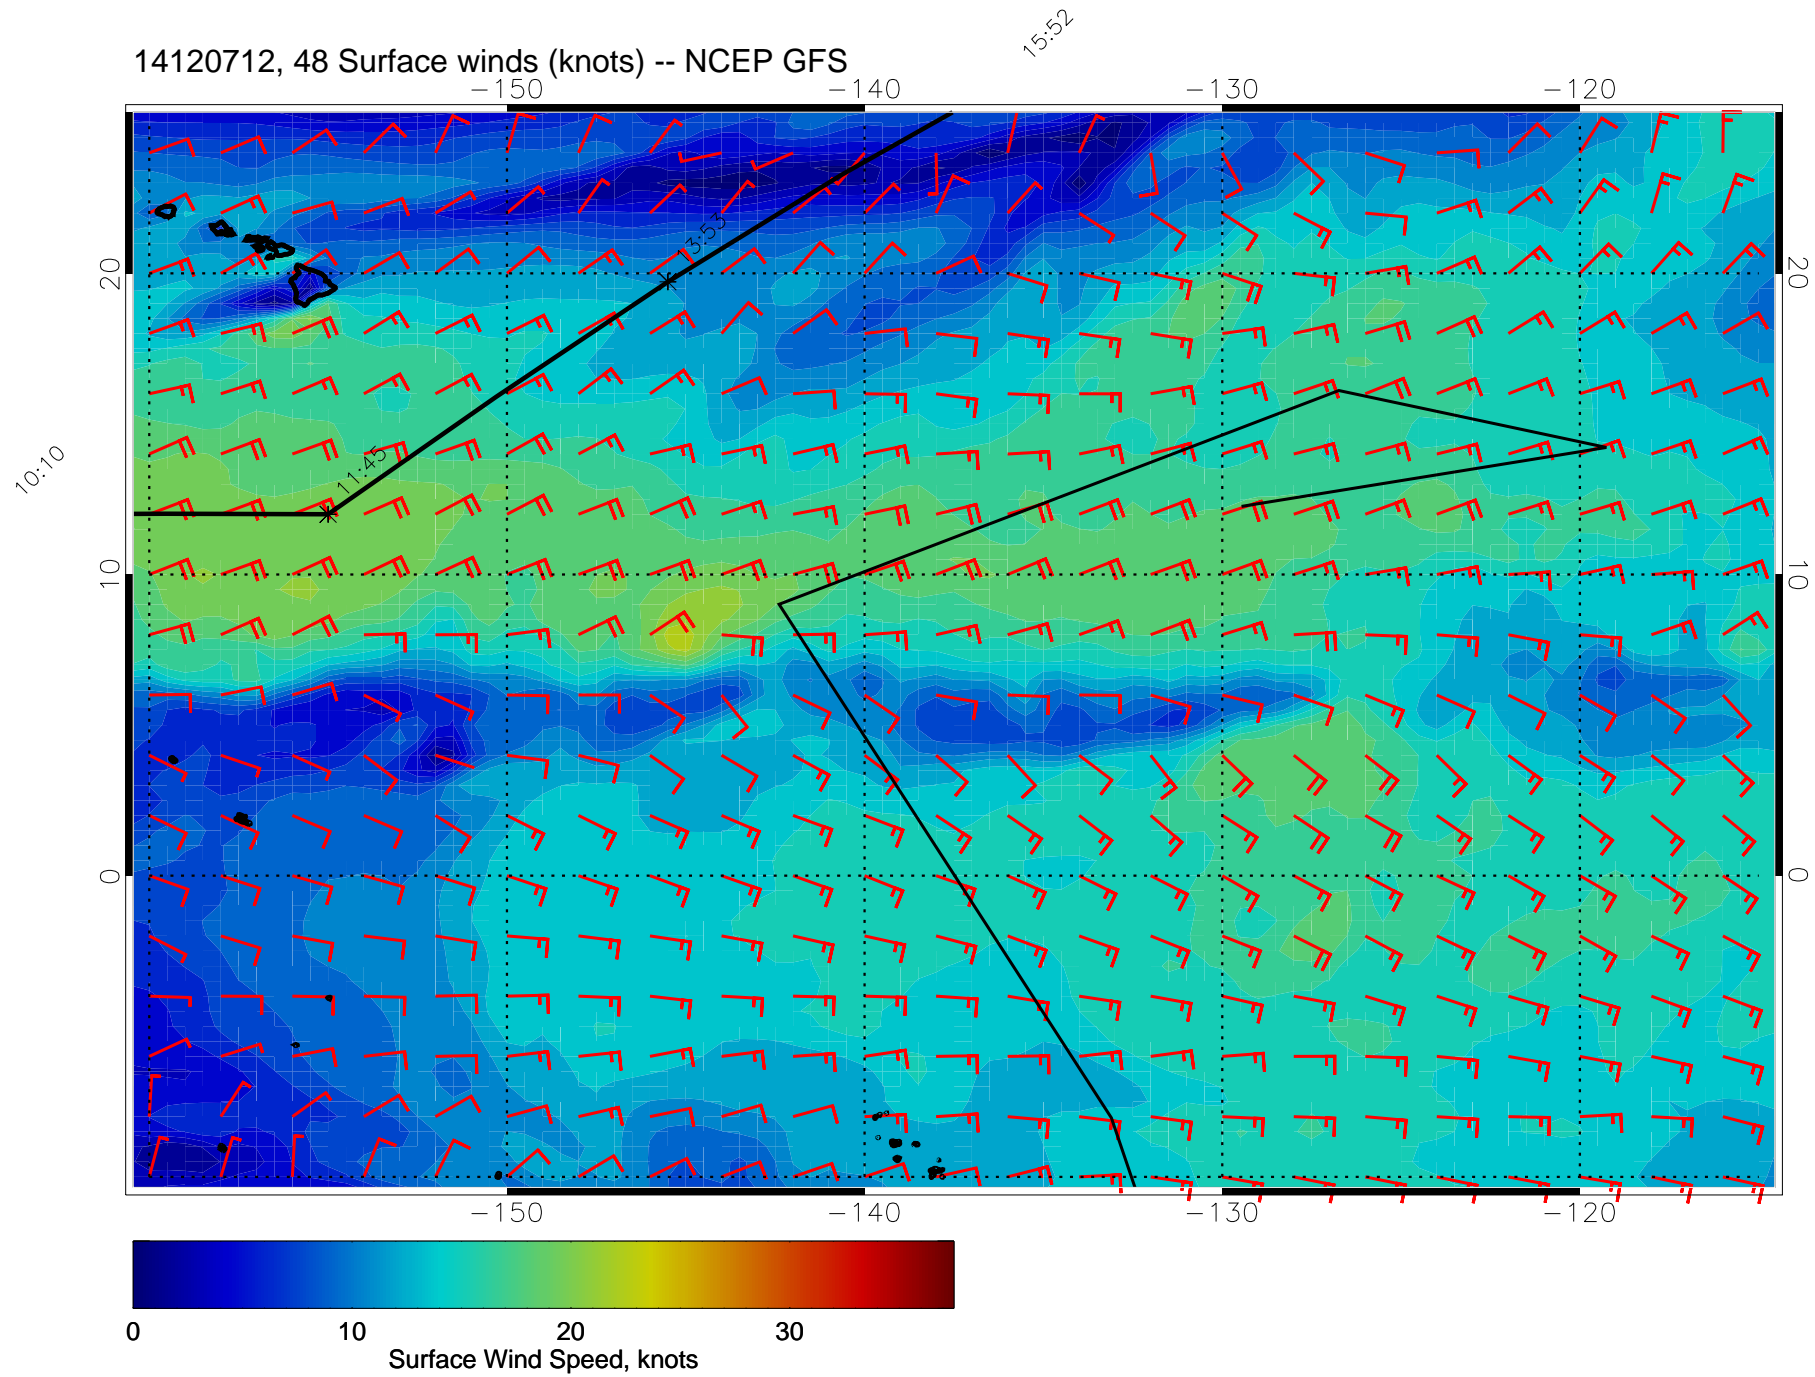 15:52
14120712, 48 Surface winds (knots) -- NCEP GFS
-150 -140 -130 -120
13:53
20 20
10:10
11:45
10 10
0 0
-150 -140 -130 -120
0 10 20 30
Surface Wind Speed, knots